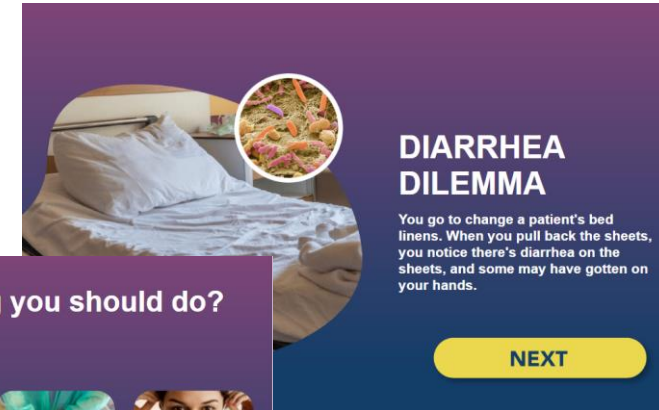 DIARRHEA
DILEMMA
You go to change a patient's bed
linens. When you pull back the sheets,
you notice there's diarrhea on the
sheets, and some may have gotten on
your hands.
you should do?
NEXT